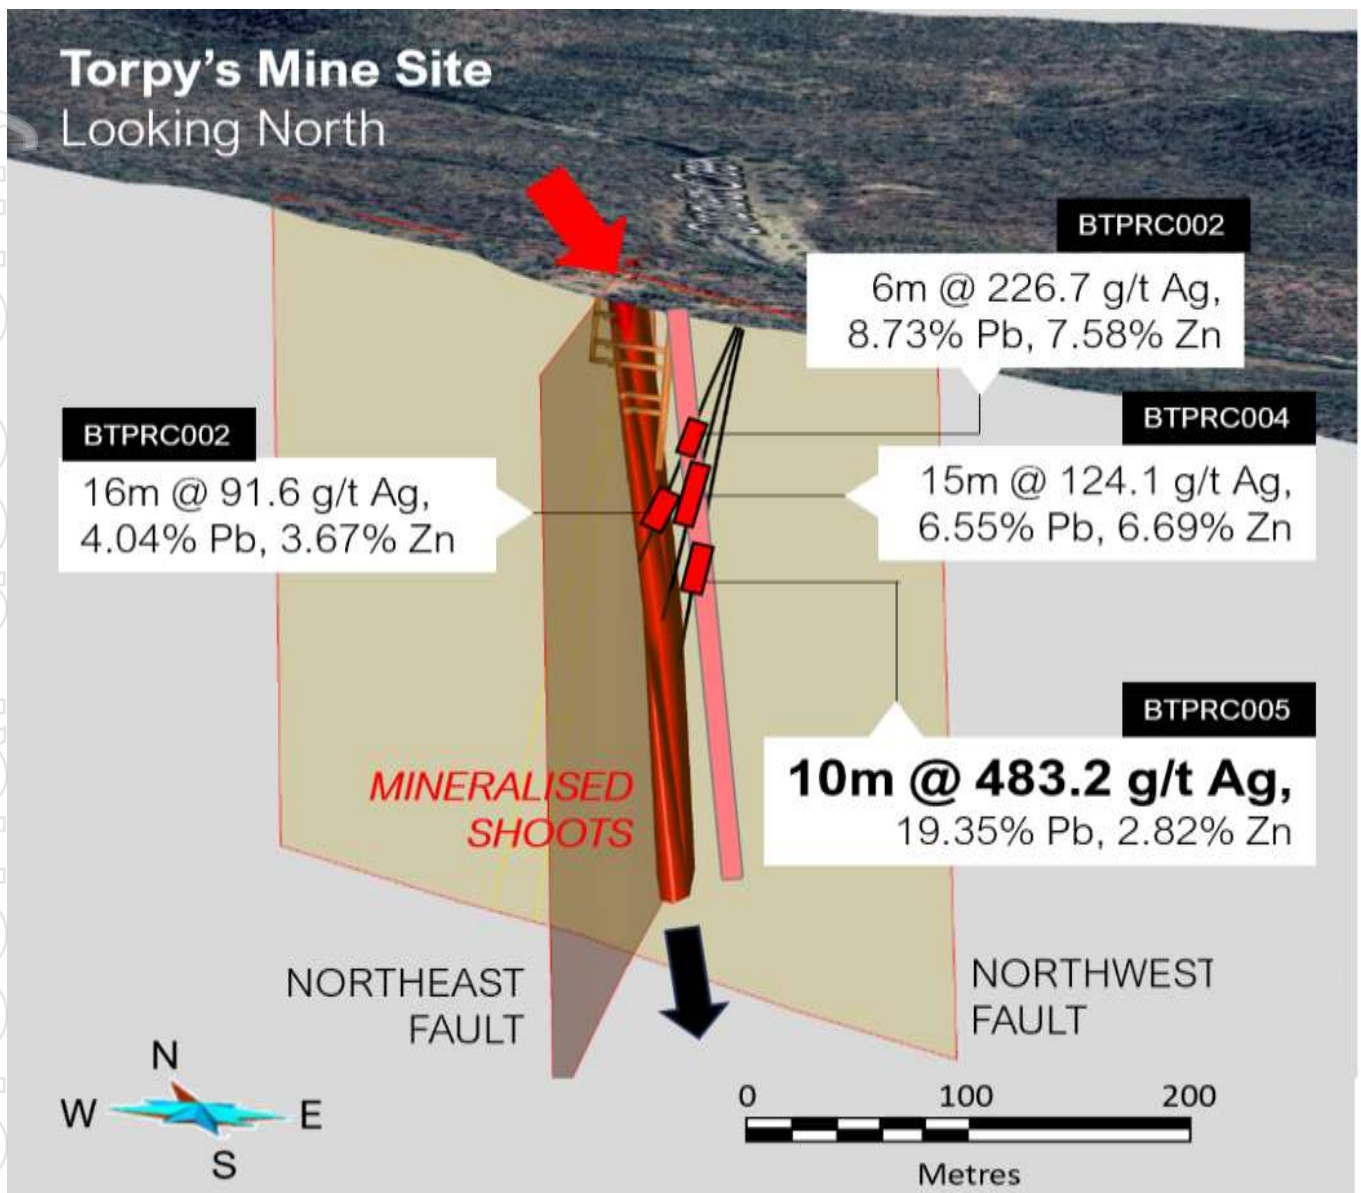 Torpy's Mine Site
Looking North
BTPRC002
6m @ 226.7 g/t Ag,
8.73% Pb, 7.58% Zn
BTPRC004
15m @ 124.1 g/t Ag,
6.55% Pb, 6.69% Zn
BTPRC002
16m @ 91.6 g/t Ag,
4.04% Pb, 3.67% Zn
BTPRC005
10m @ 483.2 g/t Ag,
19.35% Pb, 2.82% Zn
MINERALISED
SHOOTS
NORTHEAST
FAULT
NORTHWEST
FAULT
N
W E
S
0 100 200
Metres